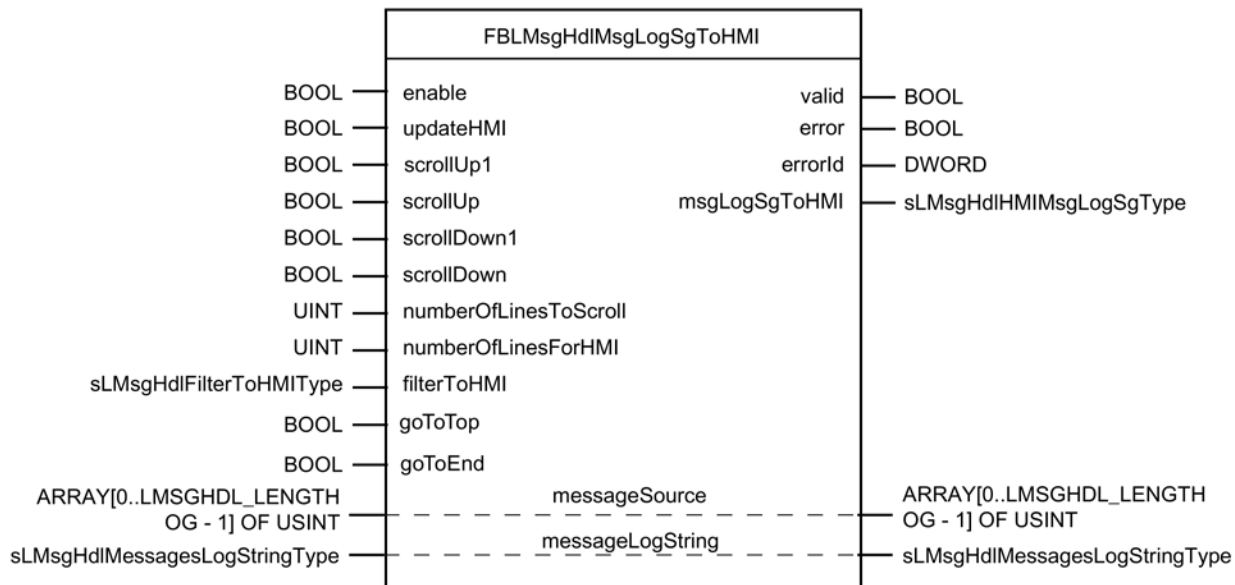 FBLMsgHdlMsgLogSgToHMI
BOOL enable valid BOOL
BOOL updateHMI error BOOL
BOOL scrollUp1 errorId DWORD
BOOL scrollUp msgLogSgToHMI sLMsgHdlHMIMsgLogSgType
BOOL scrollDown1
BOOL scrollDown
UINT numberOfLinesToScroll
UINT numberOfLinesForHMI
sLMsgHdlFilterToHMIType filterToHMI
BOOL goToTop
BOOL goToEnd
ARRAY[0..LMSGHDL_LENGTH messageSource ARRAY[0..LMSGHDL_LENGTH
OG - 1] OF USINT OG - 1] OF USINT
messageLogString
sLMsgHdlMessagesLogStringType sLMsgHdlMessagesLogStringType